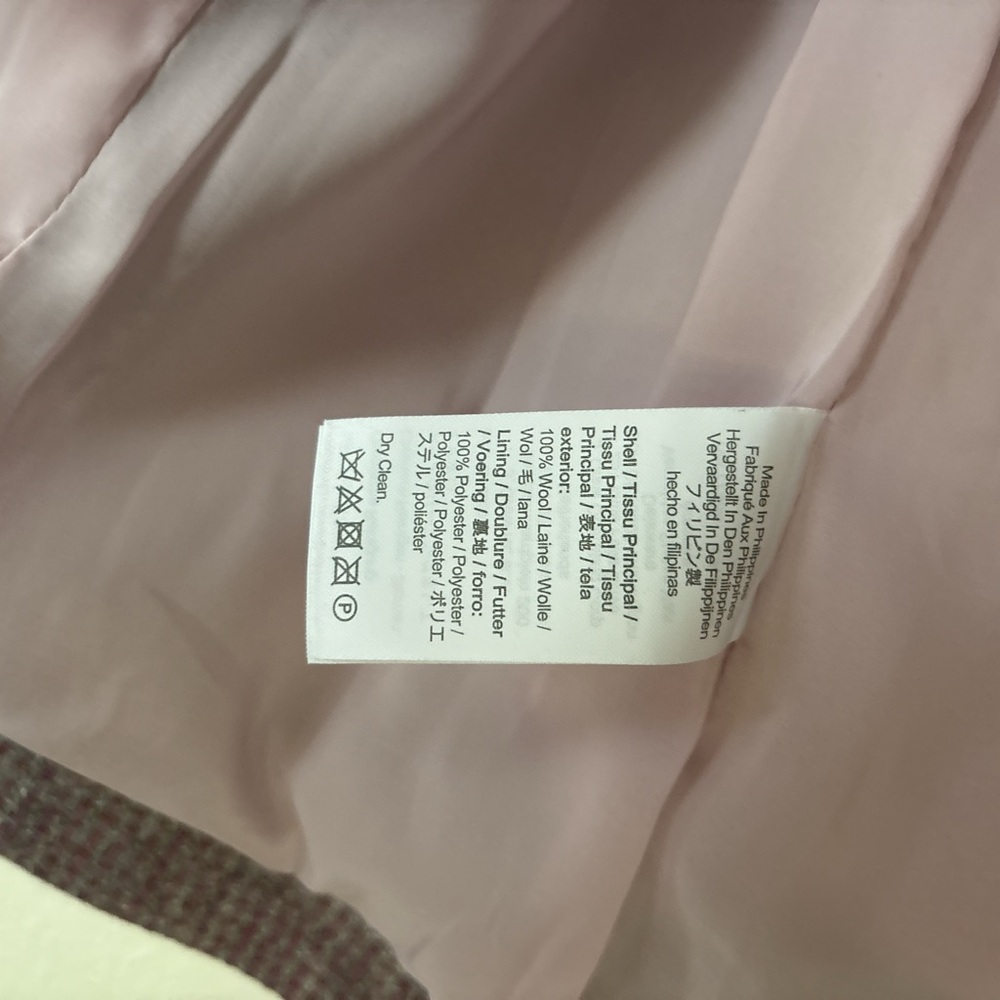 Made In Philippines
Fabriqué Aux Philippines
Hergestellt In Den Philippinen
Vervaardigd In De Filippijnen
フィリピン製
hecho en filipinas
Shell / Tissu Principal /
Tissu Principal / Tissu
Principal / 表地 / tela
exterior:
100% Wool / Laine / Wolle /
Wol / 毛 / lana
Lining / Doublure / Futter
/ Voering / 裏地 / forro:
100% Polyester / Polyester /
Polyester / Polyester / ポリエ
ステル / poliéster
Dry Clean.
P